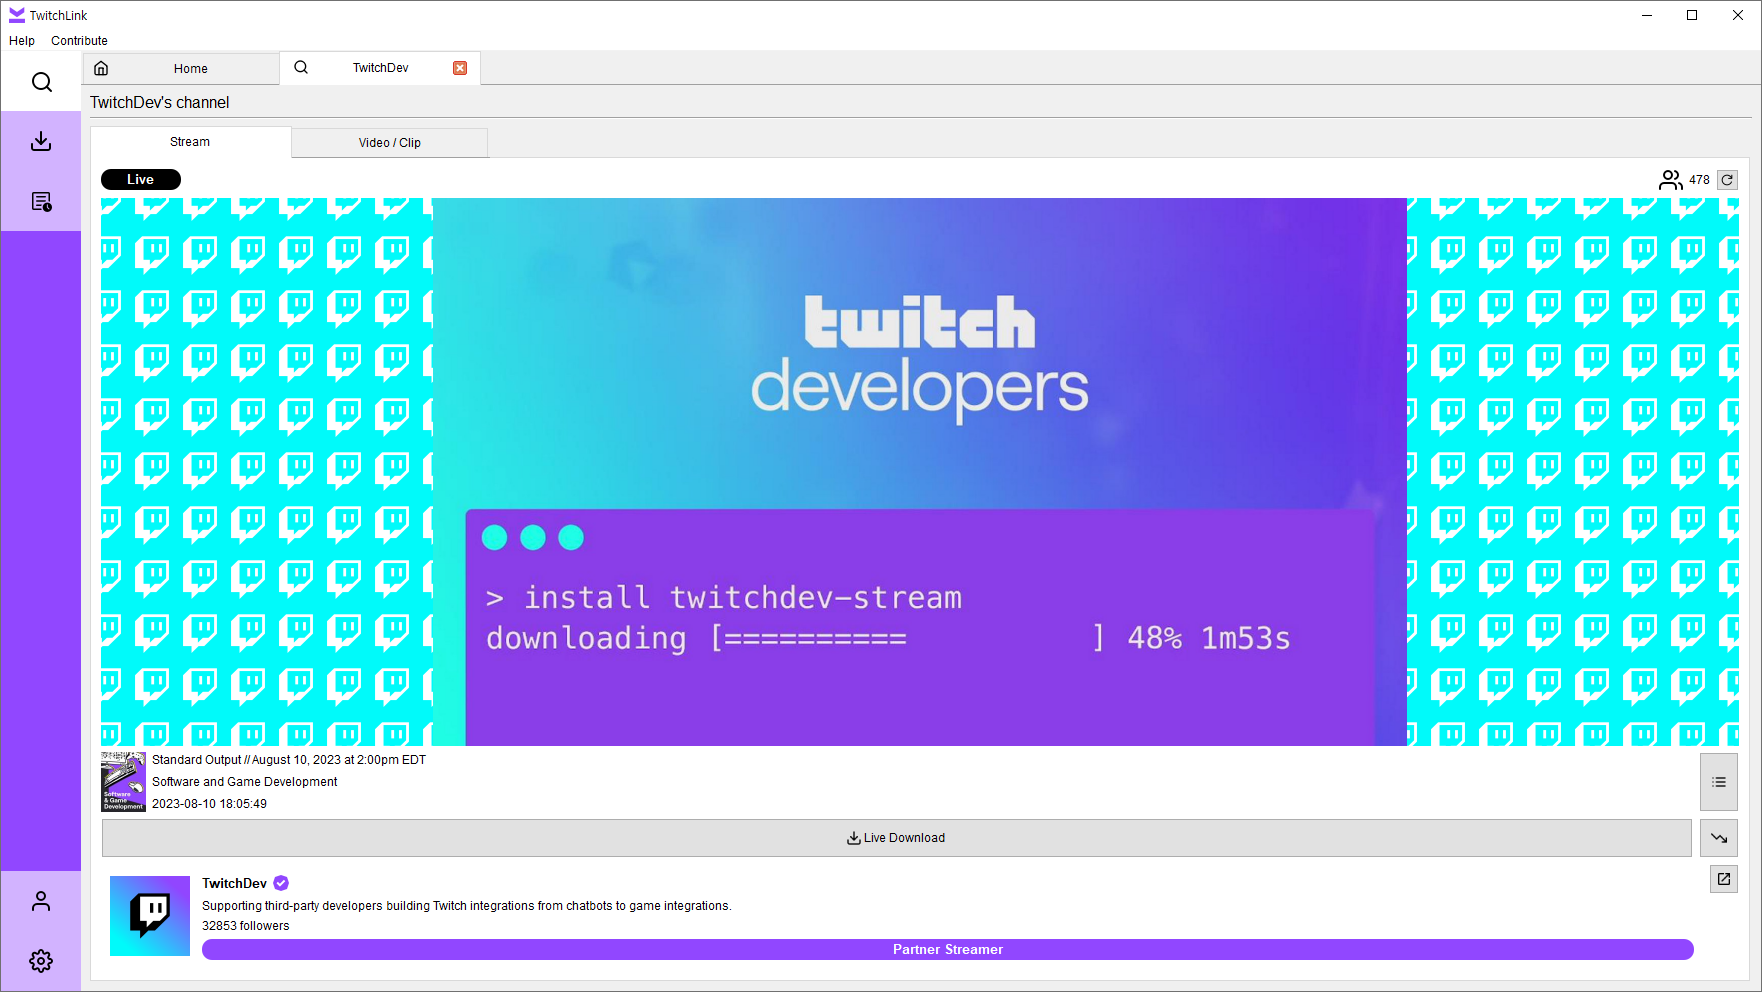 TwitchLink
Help Contribute
Home TwitchDev
TwitchDev's channel
Stream Video / Clip
Live 478
twitch
developers
> install twitchdev-stream
downloading [========== ] 48% 1m53s
Standard Output // August 10, 2023 at 2:00pm EDT
Software and Game Development
2023-08-10 18:05:49
Software
& Game
Development
Live Download
TwitchDev
Supporting third-party developers building Twitch integrations from chatbots to game integrations.
32853 followers
Partner Streamer